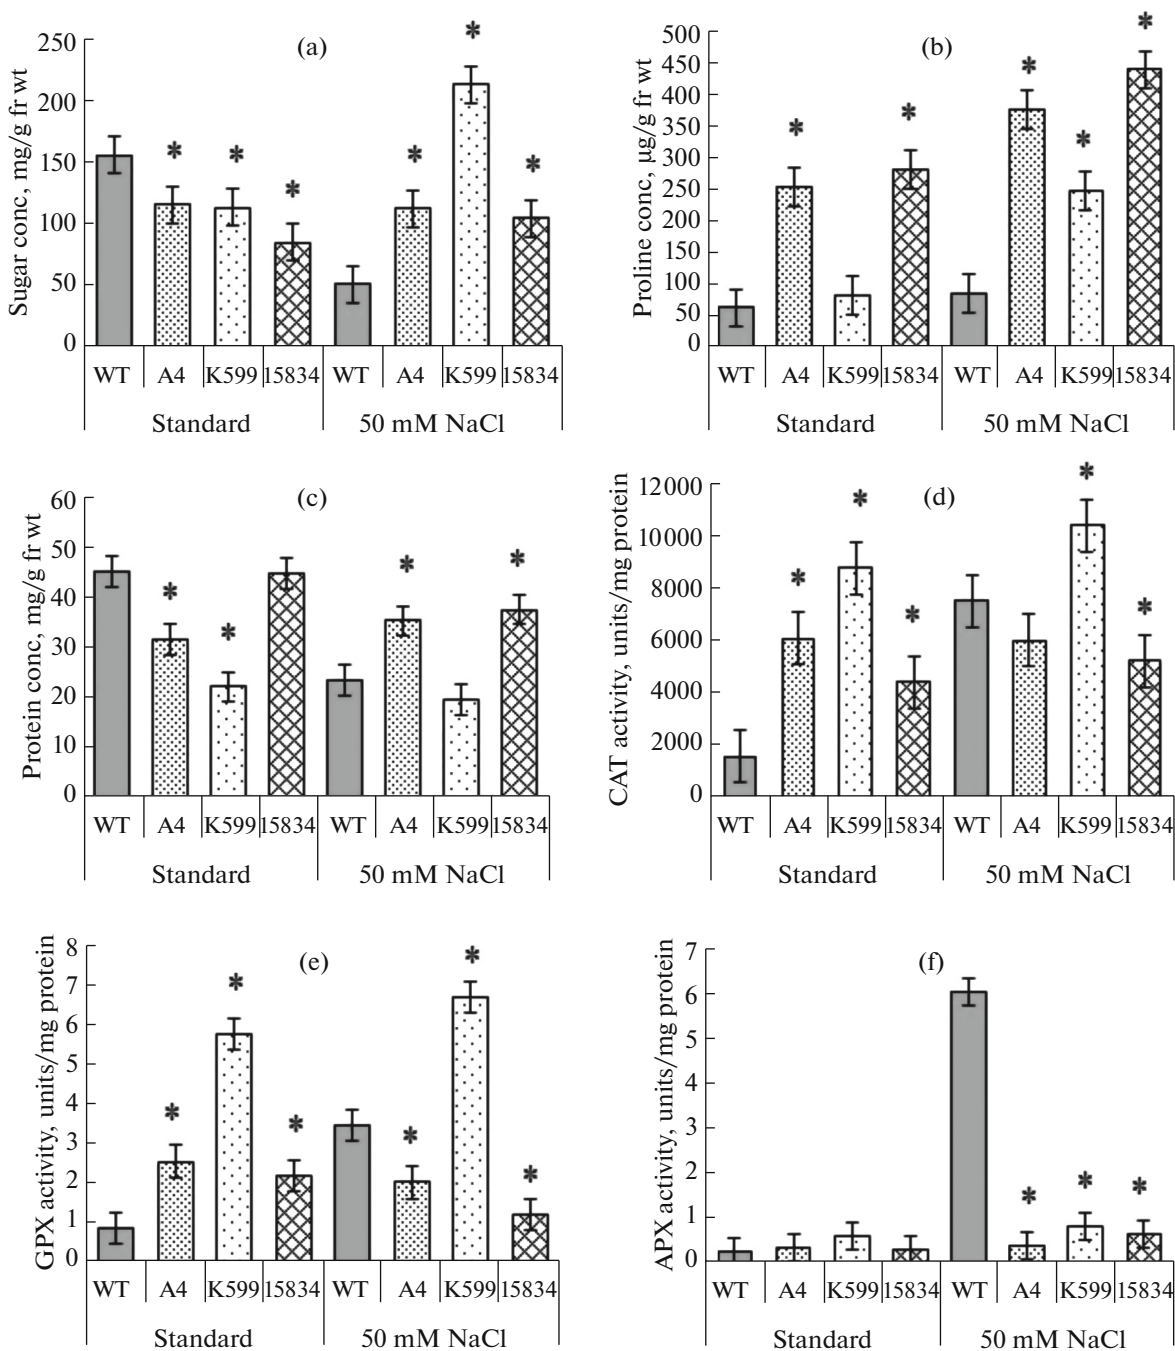 (a)
Sugar conc, mg/g fr wt
250
200
150
100
50
0
* * * * * *
WT A4 K599 15834 WT A4 K599 15834
Standard 50 mM NaCl
(b)
Proline conc, µg/g fr wt
500
450
400
350
300
250
200
150
100
50
0
* * * * *
WT A4 K599 15834 WT A4 K599 15834
Standard 50 mM NaCl
(c)
Protein conc, mg/g fr wt
60
50
40
30
20
10
0
* * * *
WT A4 K599 15834 WT A4 K599 15834
Standard 50 mM NaCl
(d)
CAT activity, units/mg protein
12000
10000
8000
6000
4000
2000
0
* * * * *
WT A4 K599 15834 WT A4 K599 15834
Standard 50 mM NaCl
(e)
GPX activity, units/mg protein
8
7
6
5
4
3
2
1
0
* * * * * *
WT A4 K599 15834 WT A4 K599 15834
Standard 50 mM NaCl
(f)
APX activity, units/mg protein
7
6
5
4
3
2
1
0
* * *
WT A4 K599 15834 WT A4 K599 15834
Standard 50 mM NaCl